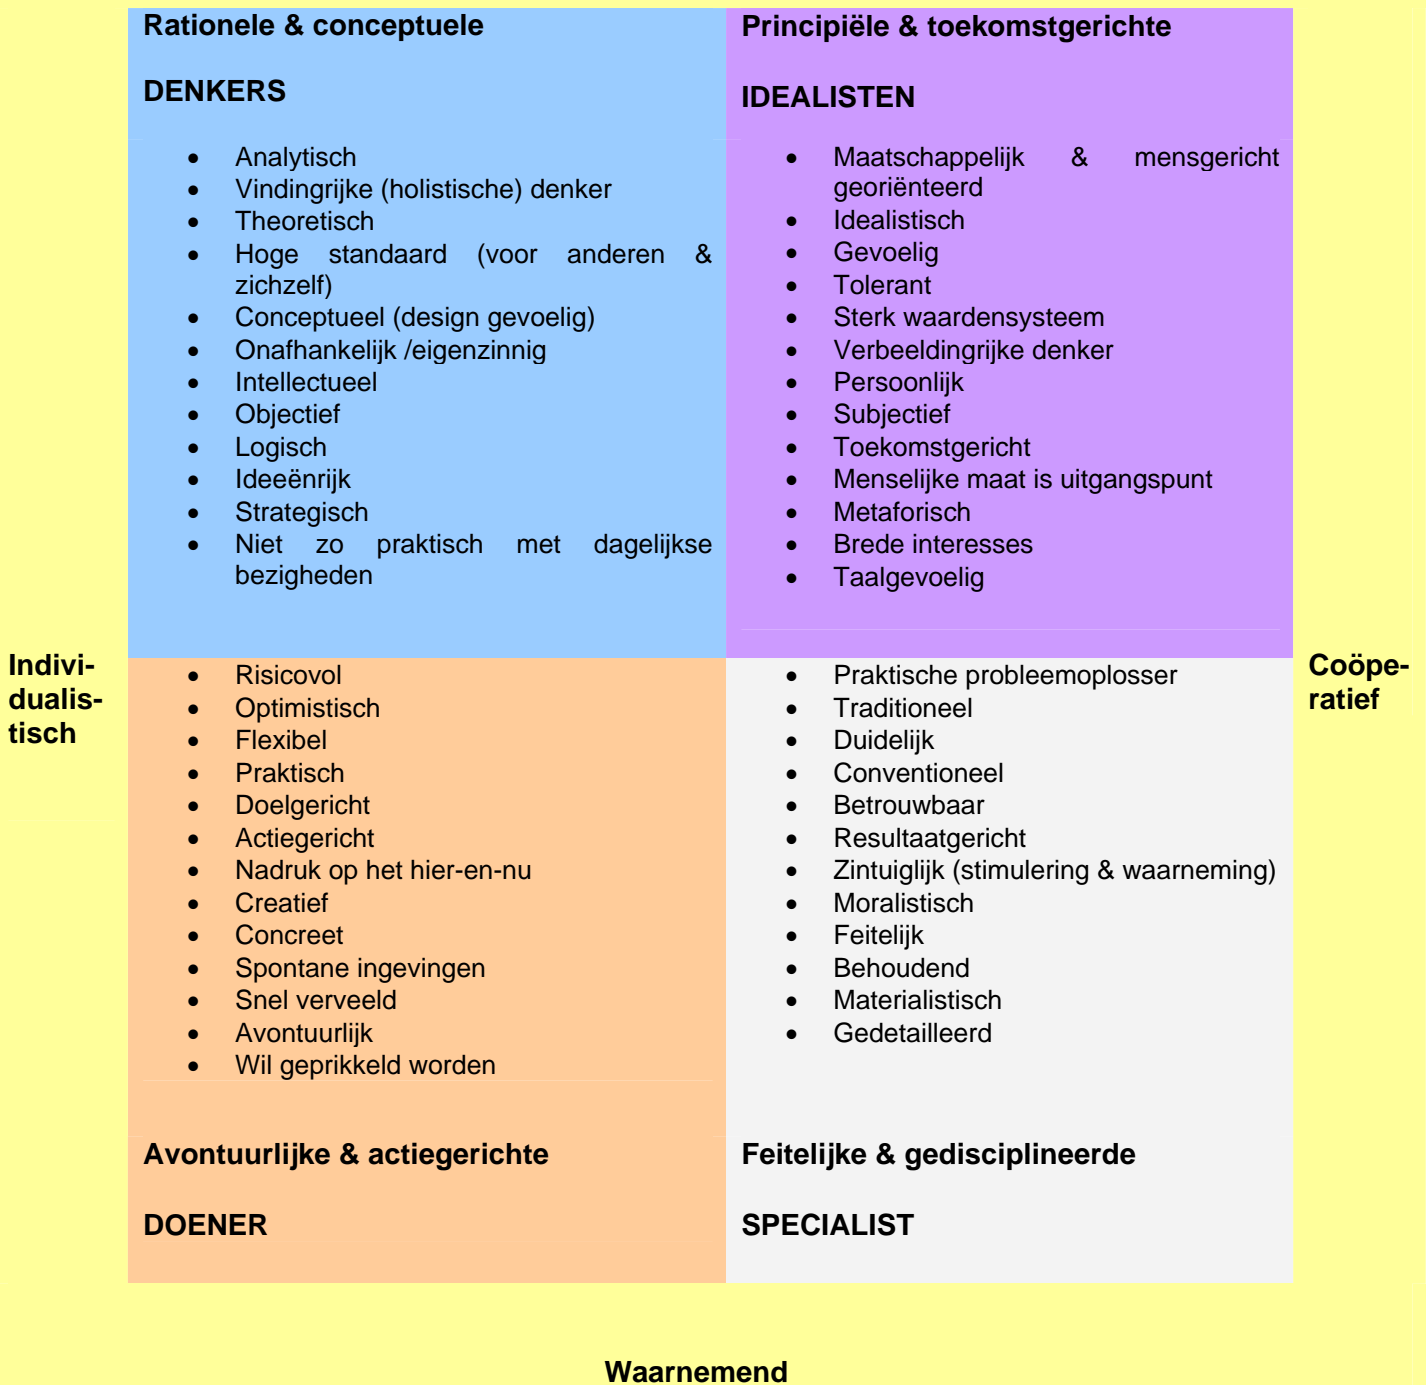 Rationele & conceptuele
DENKERS
• Analytisch
• Vindingrijke (holistische) denker
• Theoretisch
• Hoge standaard (voor anderen &
zichzelf)
• Conceptueel (design gevoelig)
• Onafhankelijk /eigenzinnig
• Intellectueel
• Objectief
• Logisch
• Ideeënrijk
• Strategisch
• Niet zo praktisch met dagelijkse
bezigheden
Principiële & toekomstgerichte
IDEALISTEN
• Maatschappelijk & mensgericht
georiënteerd
• Idealistisch
• Gevoelig
• Tolerant
• Sterk waardensysteem
• Verbeeldingrijke denker
• Persoonlijk
• Subjectief
• Toekomstgericht
• Menselijke maat is uitgangspunt
• Metaforisch
• Brede interesses
• Taalgevoelig
Indivi-
dualis-
tisch
• Risicovol
• Optimistisch
• Flexibel
• Praktisch
• Doelgericht
• Actiegericht
• Nadruk op het hier-en-nu
• Creatief
• Concreet
• Spontane ingevingen
• Snel verveeld
• Avontuurlijk
• Wil geprikkeld worden
Avontuurlijke & actiegerichte
DOENER
• Praktische probleemoplosser
• Traditioneel
• Duidelijk
• Conventioneel
• Betrouwbaar
• Resultaatgericht
• Zintuiglijk (stimulering & waarneming)
• Moralistisch
• Feitelijk
• Behoudend
• Materialistisch
• Gedetailleerd
Feitelijke & gedisciplineerde
SPECIALIST
Coöpe-
ratief
Waarnemend